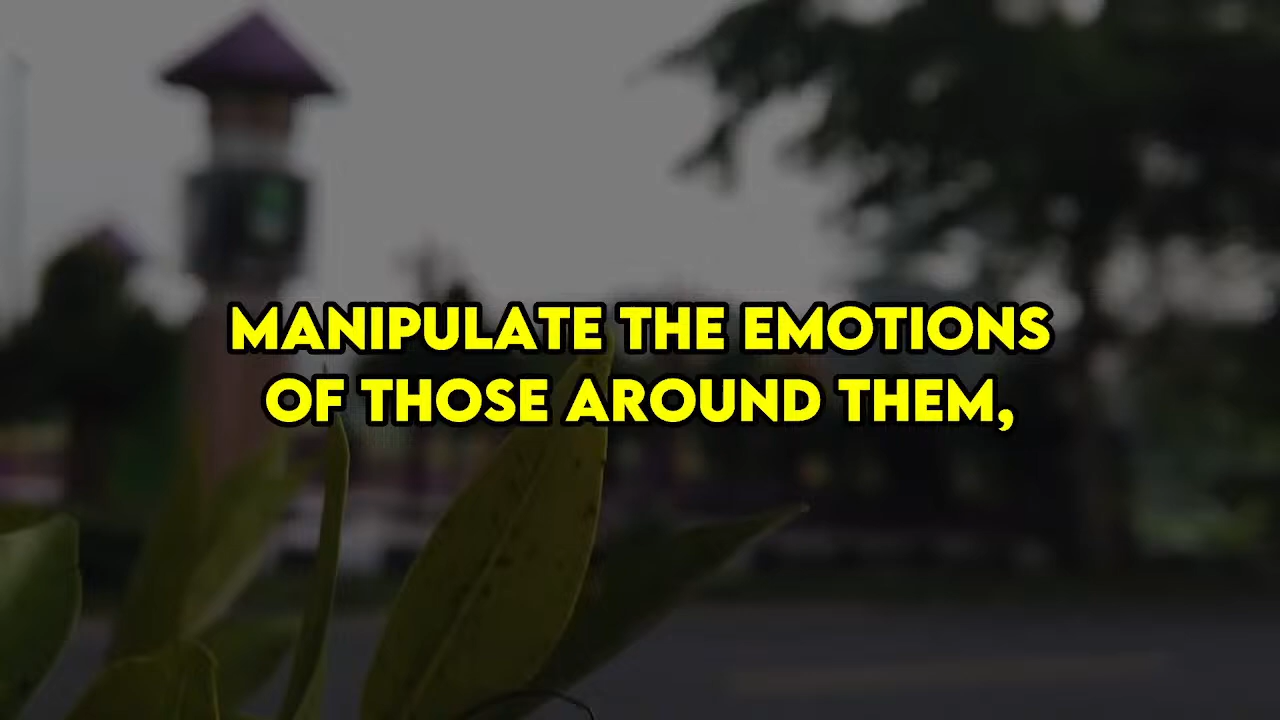 MANIPULATE THE EMOTIONS
OF THOSE AROUND THEM,